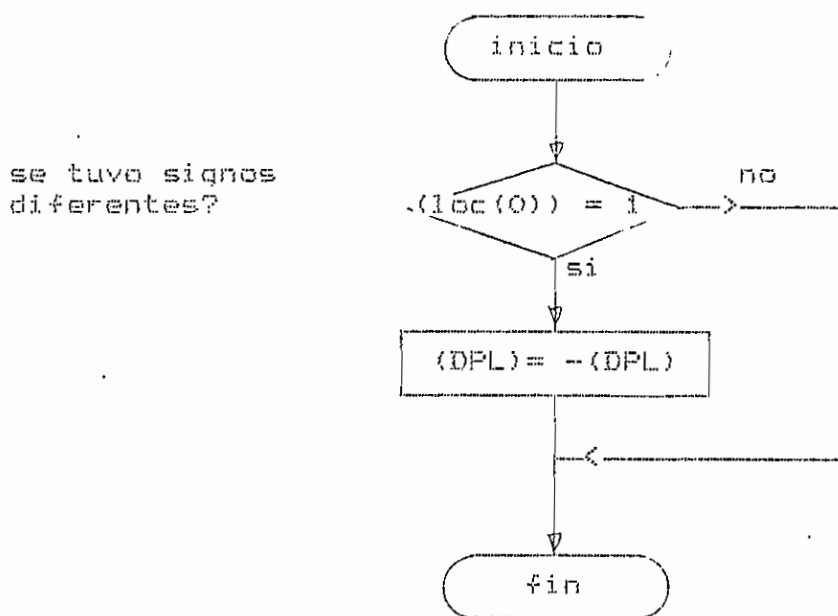 inicio
se tuvo signos
diferentes?
(loc(0)) = 1
no
si
(DPL)= -(DPL)
fin